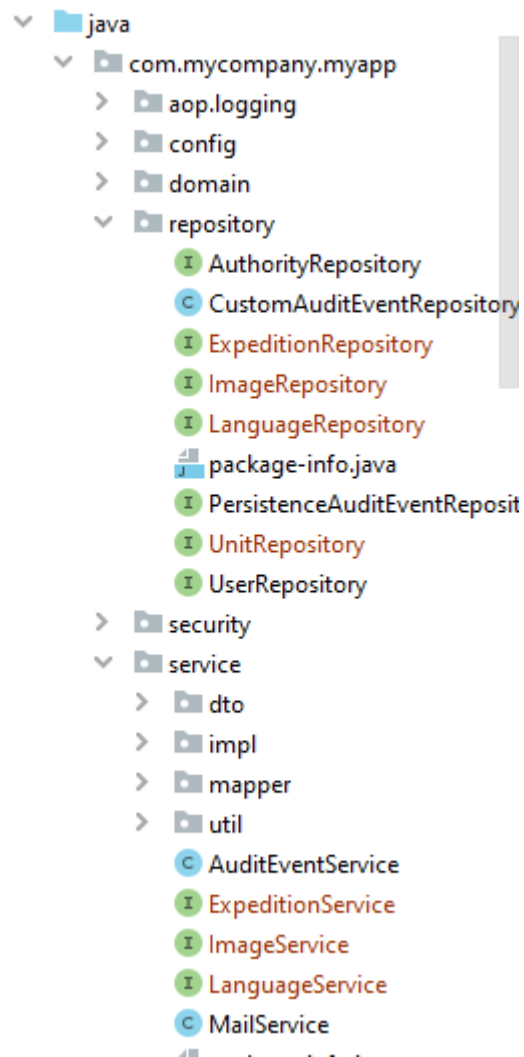 java
com.mycompany.myapp
aop.logging
config
domain
repository
I AuthorityRepository
C CustomAuditEventRepository
I ExpeditionRepository
I ImageRepository
I LanguageRepository
J package-info.java
I PersistenceAuditEventReposit
I UnitRepository
I UserRepository
security
service
dto
impl
mapper
util
C AuditEventService
I ExpeditionService
I ImageService
I LanguageService
C MailService